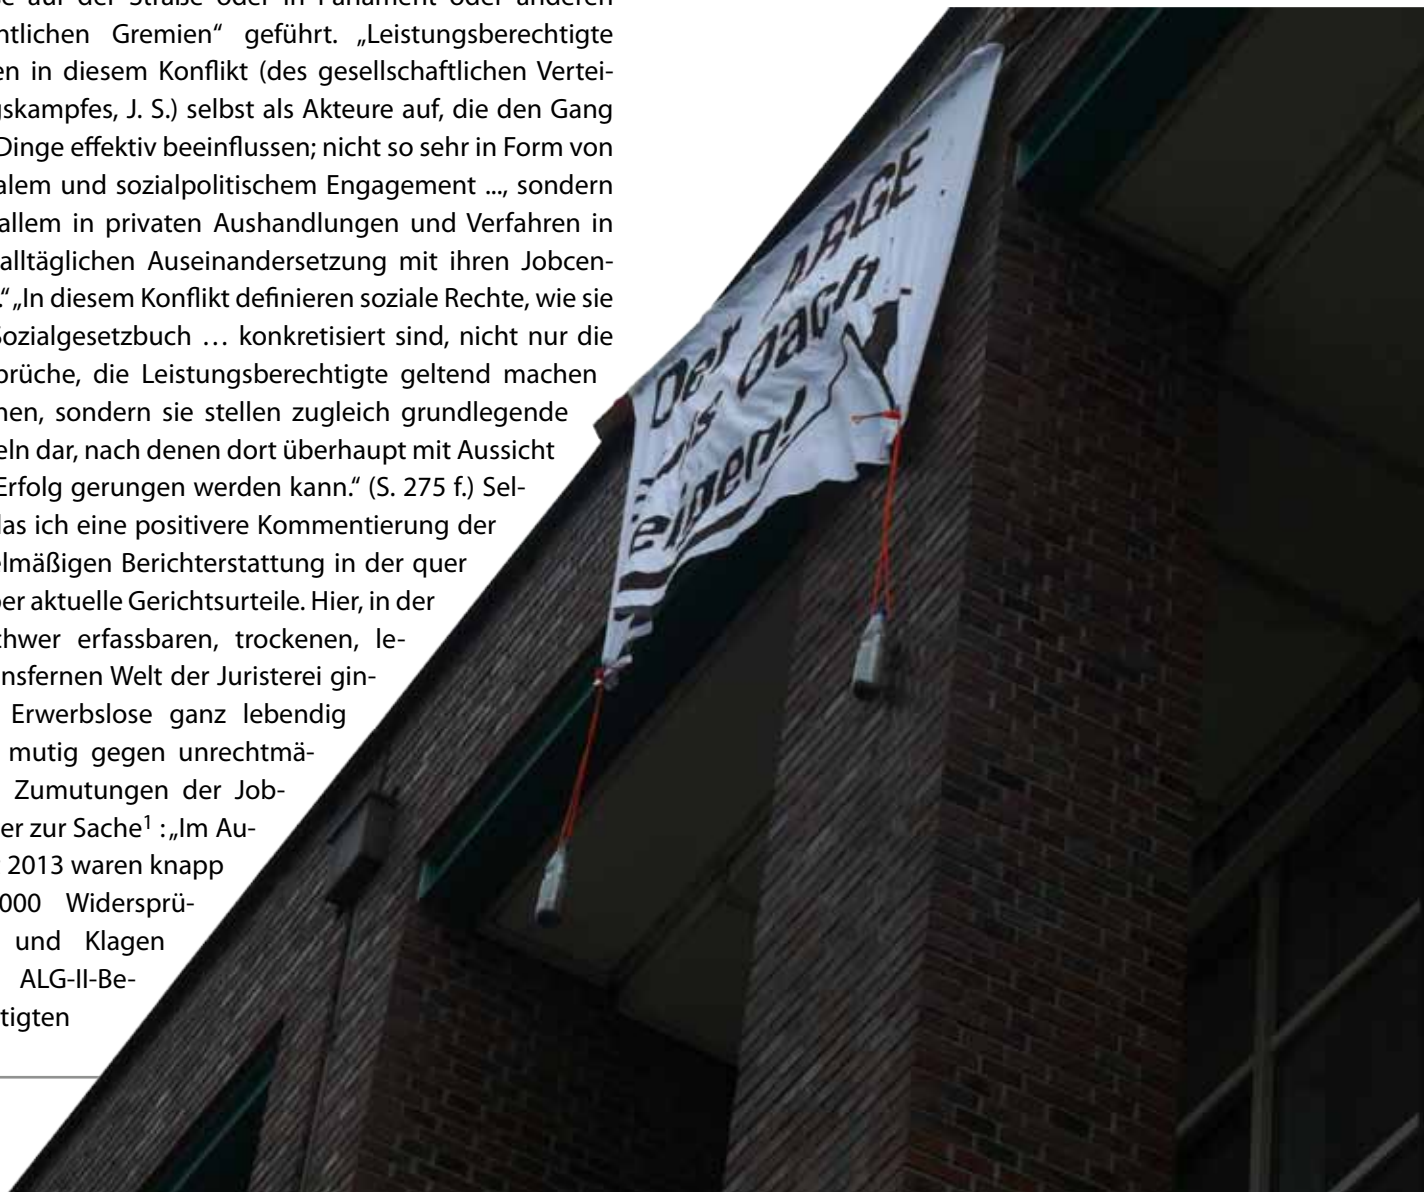 auf der Straße oder in Parlament oder anderen
ntlichen Gremien“ geführt. „Leistungsberechtigte
en in diesem Konflikt (des gesellschaftlichen Vertei-
gskampfes, J. S.) selbst als Akteure auf, die den Gang
Dinge effektiv beeinflussen; nicht so sehr in Form von
alem und sozialpolitischem Engagement ..., sondern
allem in privaten Aushandlungen und Verfahren in
alltäglichen Auseinandersetzung mit ihren Jobcen-
.“ „In diesem Konflikt definieren soziale Rechte, wie sie
Sozialgesetzbuch … konkretisiert sind, nicht nur die
prüche, die Leistungsberechtigte geltend machen
nen, sondern sie stellen zugleich grundlegende
eln dar, nach denen dort überhaupt mit Aussicht
Erfolg gerungen werden kann.“ (S. 275 f.) Sel-
las ich eine positivere Kommentierung der
elmäßigen Berichterstattung in der quer
ber aktuelle Gerichtsurteile. Hier, in der
chwer erfassbaren, trockenen, le-
nsfernen Welt der Juristerei gin-
Erwerbslose ganz lebendig
mutig gegen unrechtmä-
Zumutungen der Job-
er zur Sache1 : „Im Au-
2013 waren knapp
000 Widersprü-
und Klagen
ALG-II-Be-
tigten
Der ARGE
s Dach
eigen!